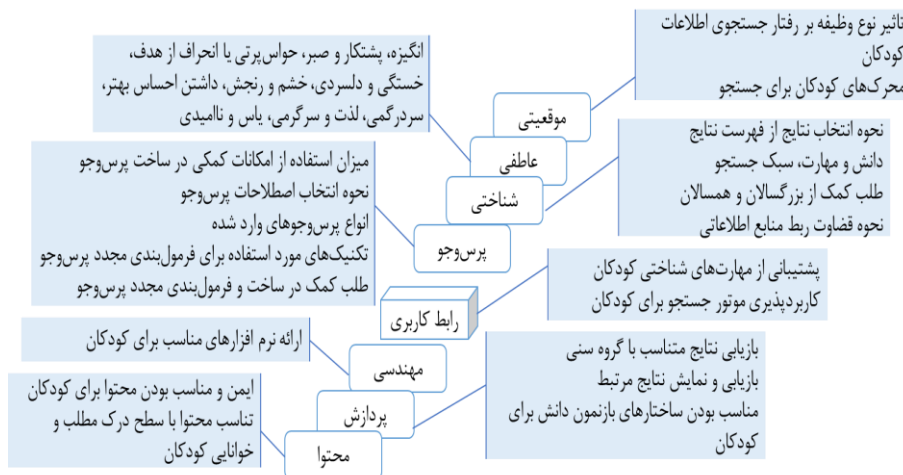 تاثیر نوع وظیفه بر رفتار جستجوی اطلاعات
کودکان
محرک‌های کودکان برای جستجو
موقعیتی
انگیزه، پشتکار و صبر، حواس‌پرتی یا انحراف از هدف،
خستگی و دلسردی، خشم و رنجش، داشتن احساس بهتر،
سردرگمی، لذت و سرگرمی، یاس و ناامیدی
عاطفی
نحوه انتخاب نتایج از فهرست نتایج
دانش و مهارت، سبک جستجو
طلب کمک از بزرگسالان و همسالان
نحوه قضاوت ربط منابع اطلاعاتی
شناختی
میزان استفاده از امکانات کمکی در ساخت پرس‌وجو
نحوه انتخاب اصطلاحات پرس‌وجو
انواع پرس‌وجوهای وارد شده
تکنیک‌های مورد استفاده برای فرمول‌بندی مجدد پرس‌وجو
طلب کمک در ساخت و فرمول‌بندی مجدد پرس‌وجو
پرس‌وجو
پشتیبانی از مهارت‌های شناختی کودکان
کاربردپذیری موتور جستجو برای کودکان
رابط کاربری
ارائه نرم افزارهای مناسب برای کودکان
مهندسی
بازیابی نتایج متناسب با گروه سنی
بازیابی و نمایش نتایج مرتبط
مناسب بودن ساختارهای بازنمون دانش برای
کودکان
پردازش
ایمن و مناسب بودن محتوا برای کودکان
تناسب محتوا با سطح درک مطلب و
خوانایی کودکان
محتوا